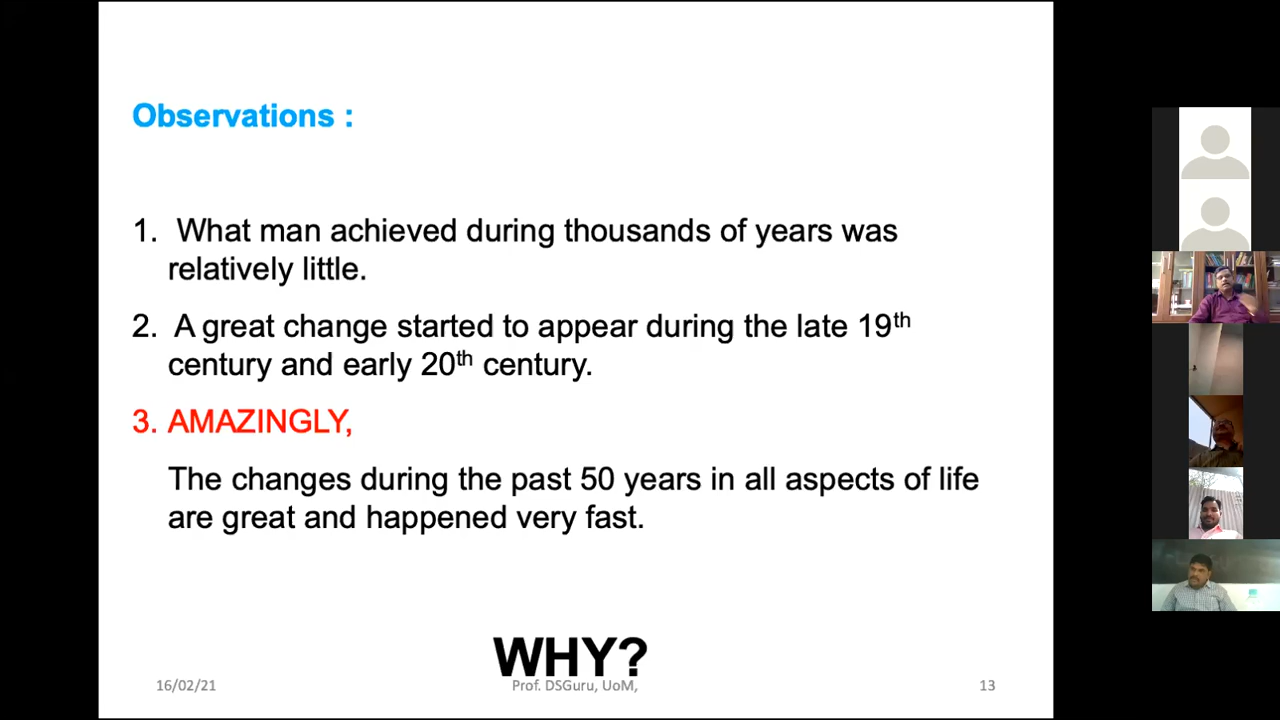 Observations :
1. What man achieved during thousands of years was
relatively little.
2. A great change started to appear during the late 19th
century and early 20th century.
3. AMAZINGLY,
The changes during the past 50 years in all aspects of life
are great and happened very fast.
WHY?
16/02/21
Prof. DSGuru, UoM,
13